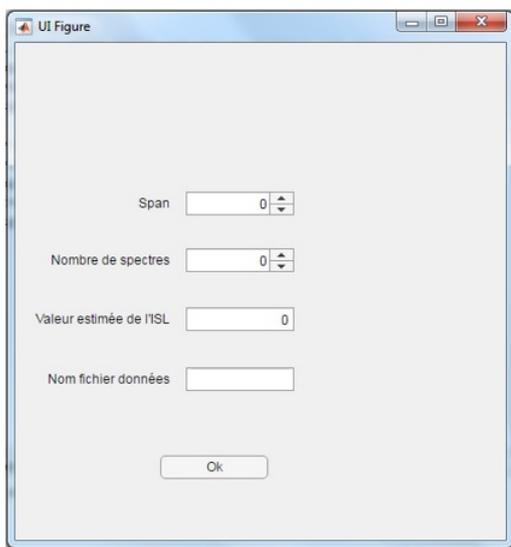 UI Figure
Span 0
Nombre de spectres 0
Valeur estimée de l'ISL 0
Nom fichier données
Ok